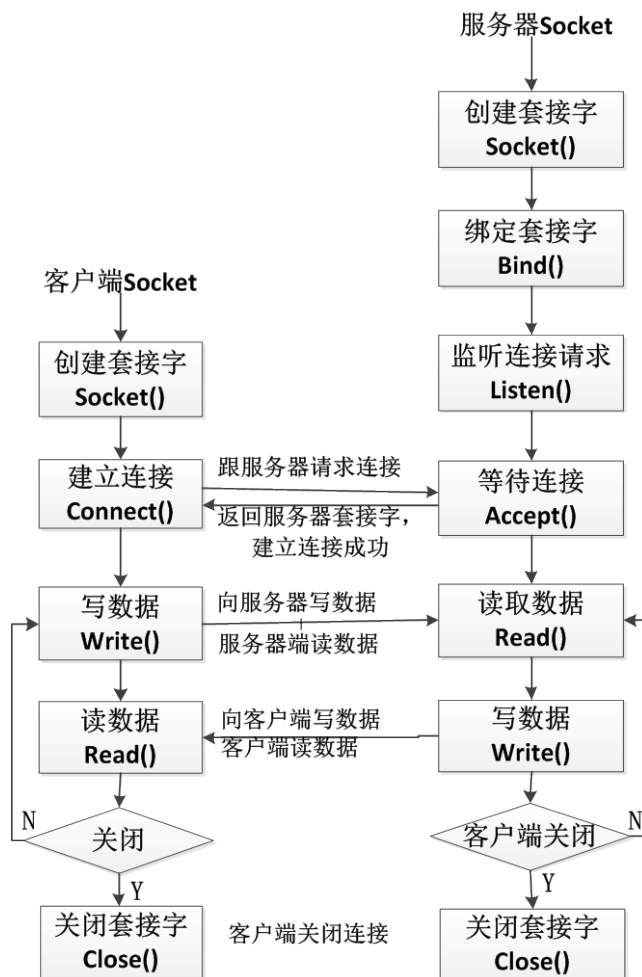 服务器Socket
创建套接字
Socket()
绑定套接字
Bind()
监听连接请求
Listen()
等待连接
Accept()
读取数据
Read()
写数据
Write()
客户端关闭
N
Y
关闭套接字
Close()
客户端Socket
创建套接字
Socket()
建立连接
Connect()
写数据
Write()
读数据
Read()
关闭
N
Y
关闭套接字
Close()
跟服务器请求连接
返回服务器套接字，
建立连接成功
向服务器写数据
服务器端读数据
向客户端写数据
客户端读数据
客户端关闭连接